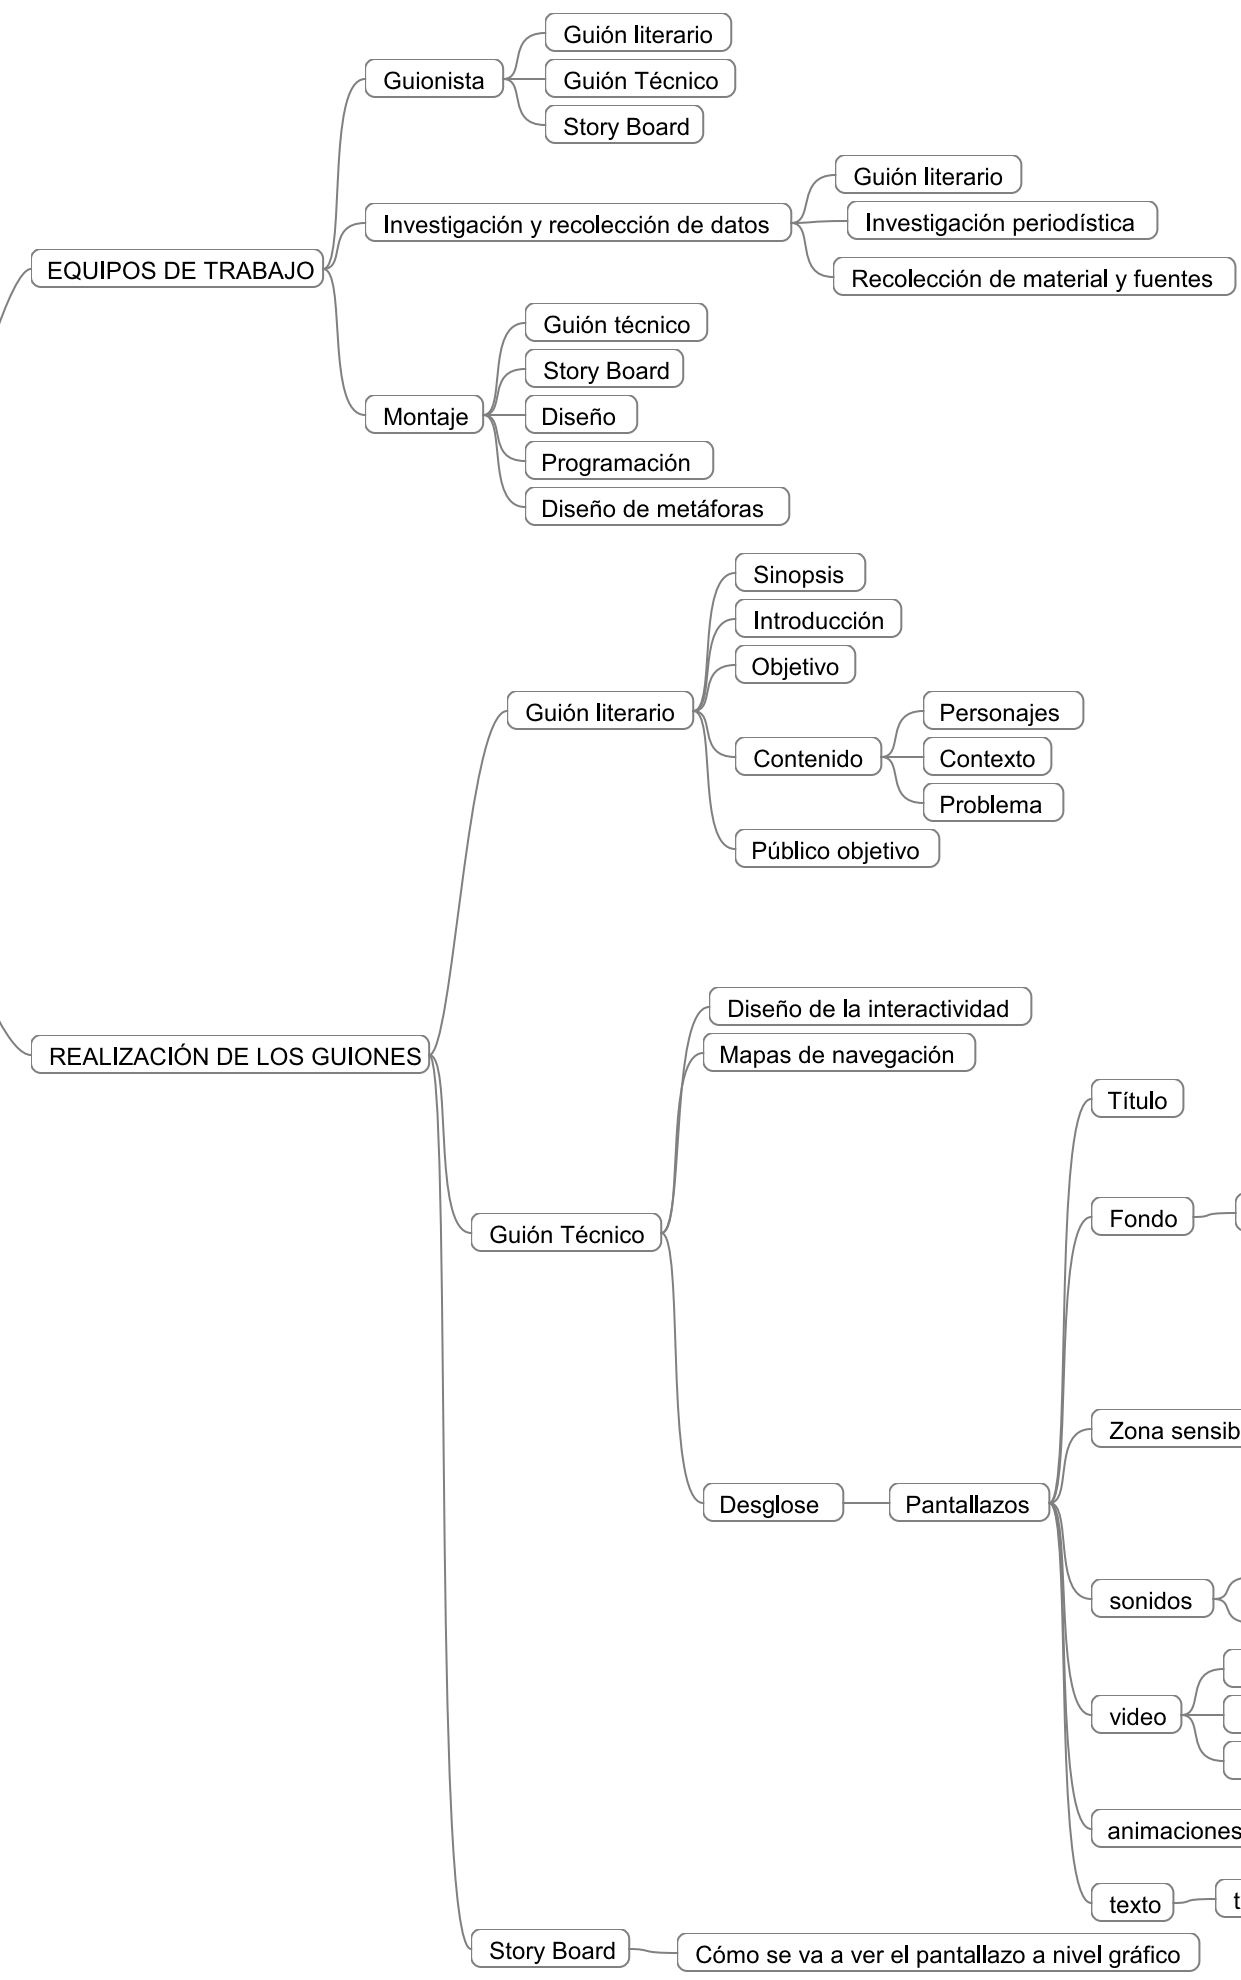 EQUIPOS DE TRABAJO
Guionista
Guión literario
Guión Técnico
Story Board
Investigación y recolección de datos
Guión literario
Investigación periodística
Recolección de material y fuentes
Montaje
Guión técnico
Story Board
Diseño
Programación
Diseño de metáforas
REALIZACIÓN DE LOS GUIONES
Guión literario
Sinopsis
Introducción
Objetivo
Contenido
Personajes
Contexto
Problema
Público objetivo
Guión Técnico
Diseño de la interactividad
Mapas de navegación
Desglose
Pantallazos
Título
Fondo
Zona
sonidos
video
animaciones
texto
Story Board
Cómo se va a ver el pantallazo a nivel gráfico